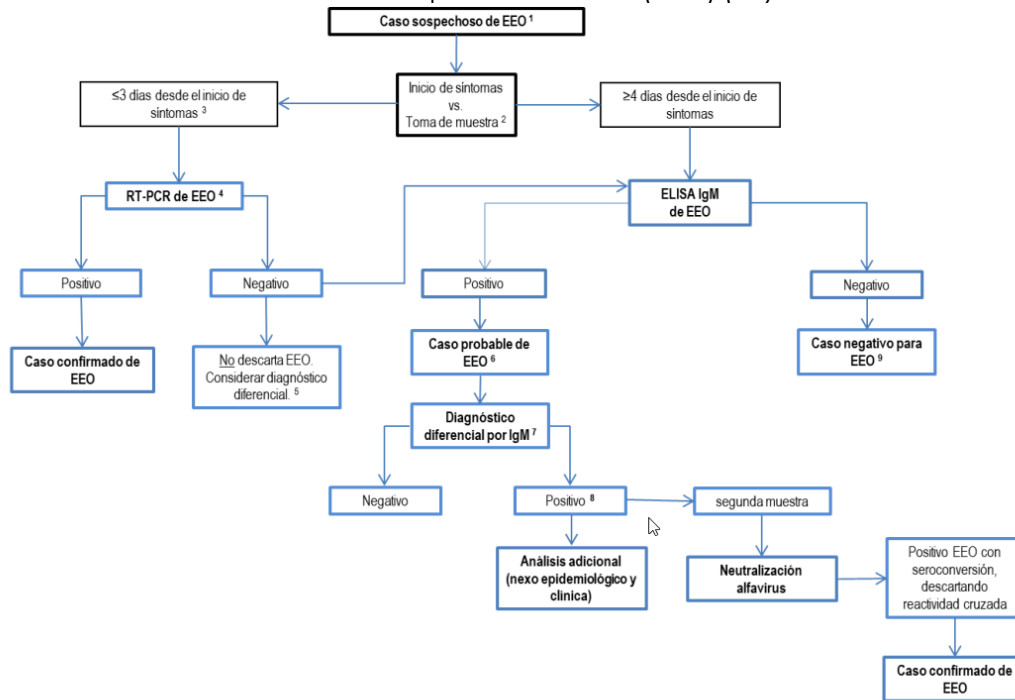 Caso sospechoso de EEO 1
≤3 dias desde el inicio de
síntomas 3
Inicio de síntomas
vs.
Toma de muestra 2
≥4 días desde el inicio de
síntomas
RT-PCR de EEO 4
ELISA IgM
de EEO
Positivo
Negativo
Positivo
Negativo
Caso confirmado de
EEO
No descarta EEO.
Considerar diagnóstico
diferencial. 5
Caso probable de
EEO 6
Caso negativo para
EEO 9
Diagnóstico
diferencial por IgM 7
Negativo
Positivo 8
segunda muestra
Análisis adicional
(nexo epidemiológico y
clínica)
Neutralización
alfavirus
Positivo EEO con
seroconversión,
descartando
reactividad cruzada
Caso confirmado de
EEO